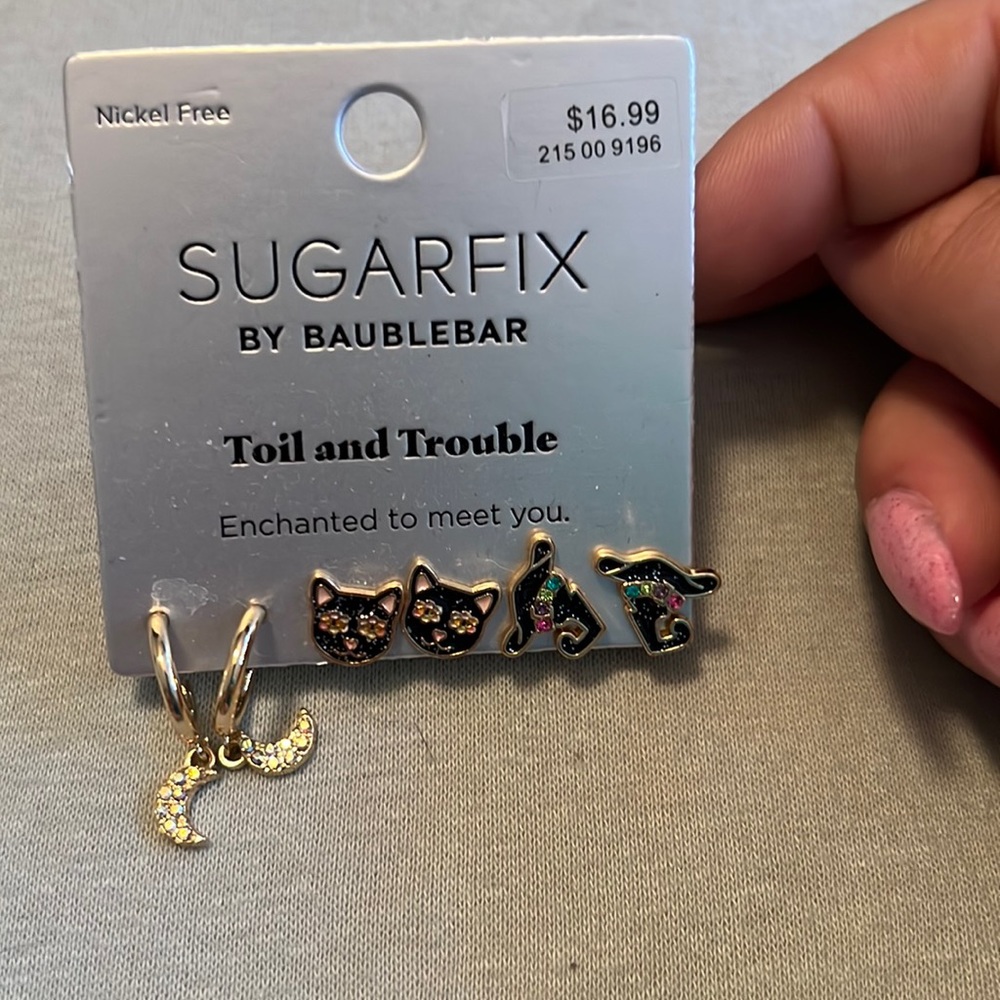 Nickel Free
$16.99
215 00 9196
SUGARFIX
BY BAUBLEBAR
Toil and Trouble
Enchanted to meet you.